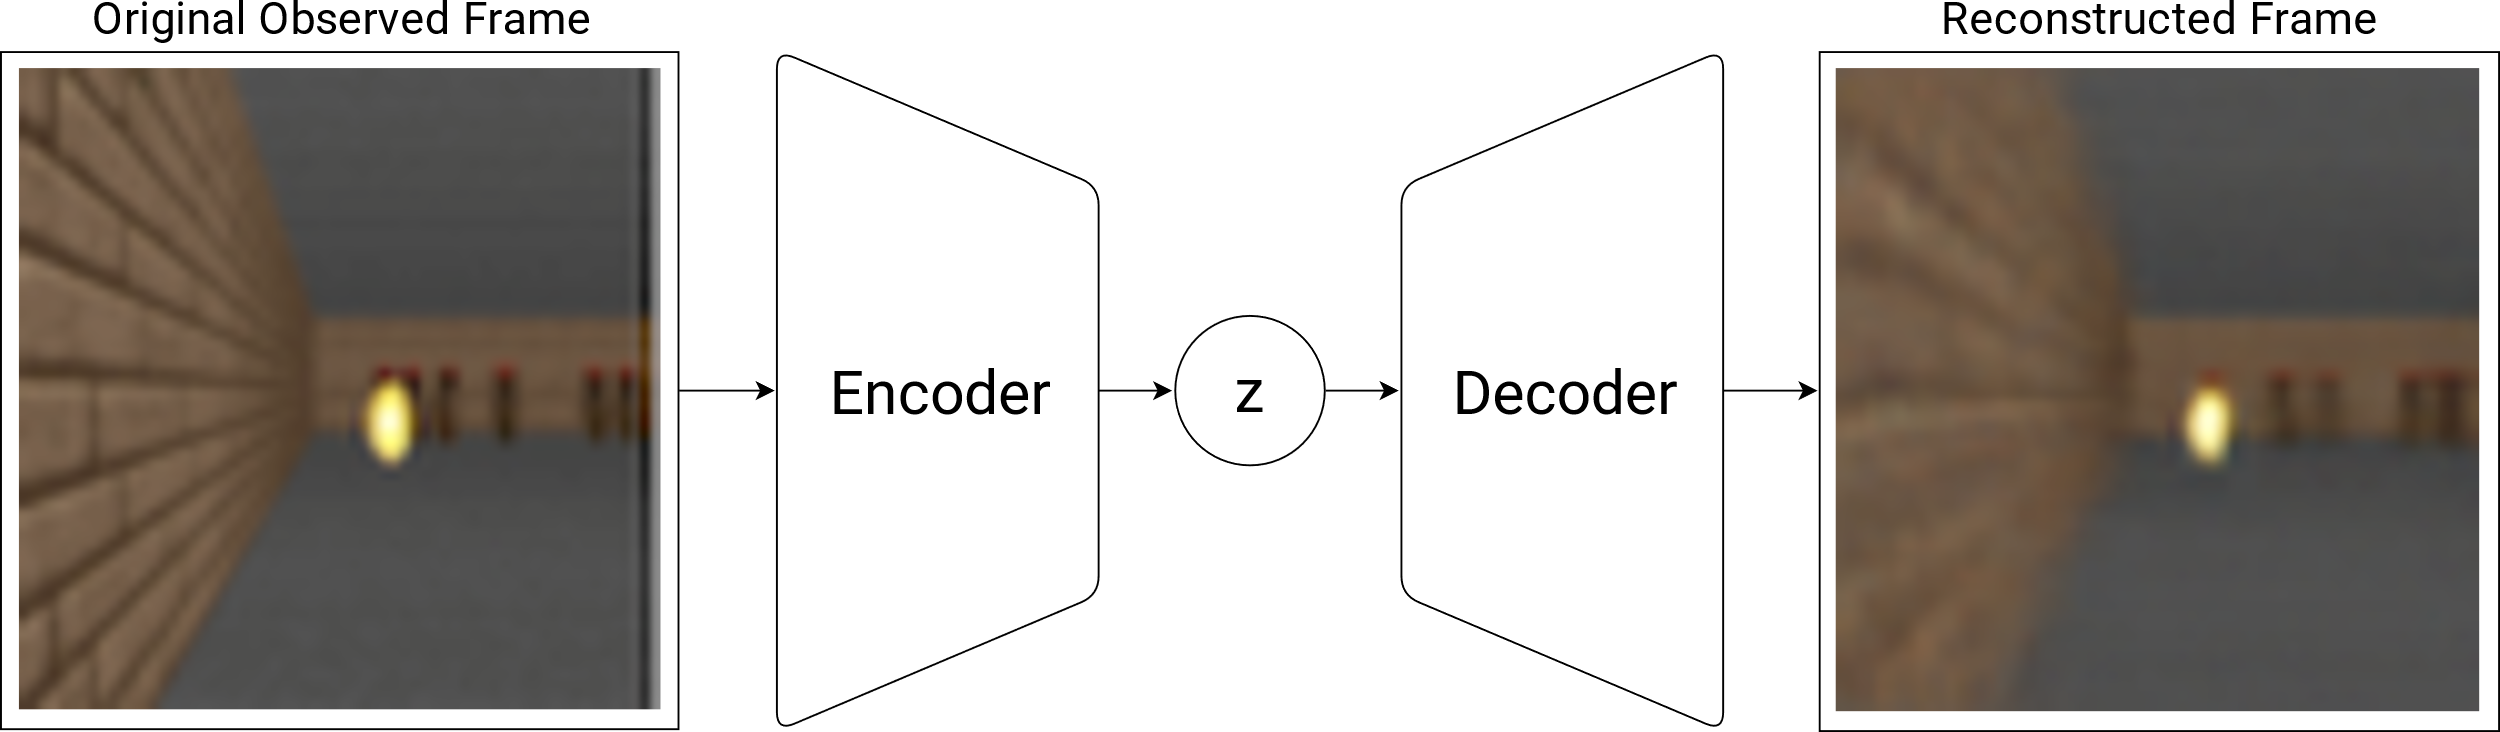 Original Observed Frame
Reconstructed Frame
Encoder
z
Decoder